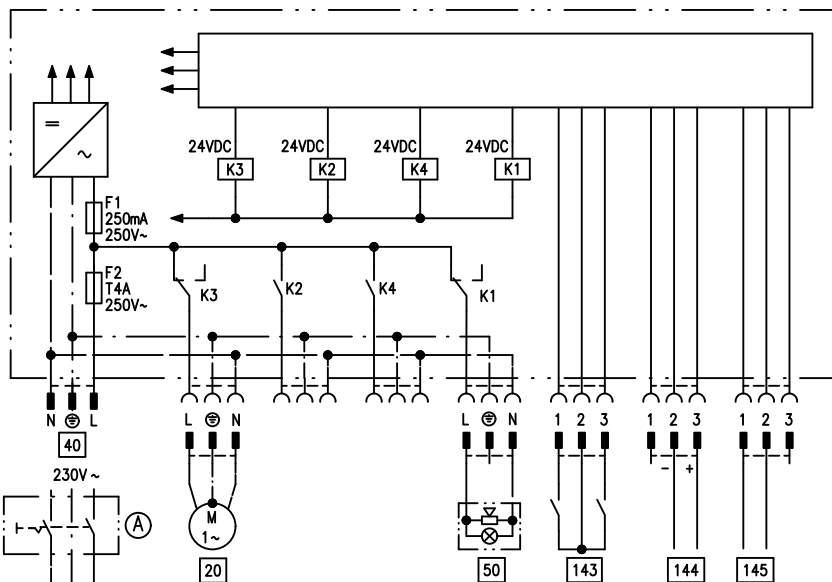 24VDC 24VDC 24VDC 24VDC
K3 K2 K4 K1
F1
250mA
250V~
F2
T4A
250V~
K3 K2 K4 K1
N L L N L N 1 2 3 1 2 3 1 2 3
40
- +
230V~
A
M
1~
20 50 143 144 145